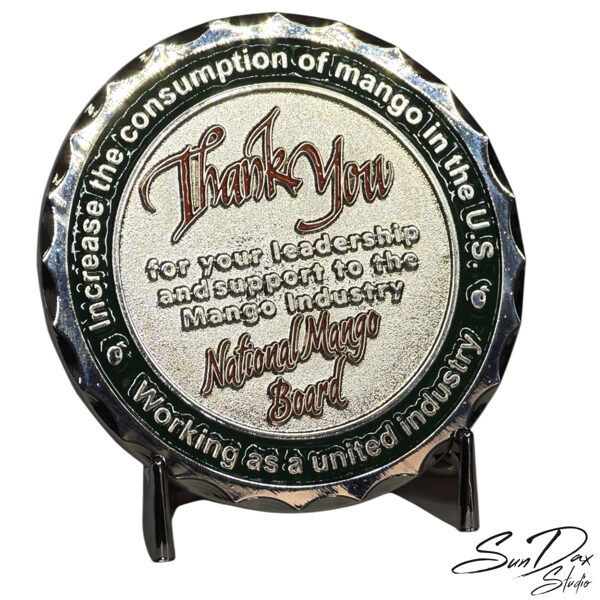 Increase the consumption of mango in the U.S.
Thank You
for your leadership
and support to the
Mango Industry
National Mango
Board
Working as a united industry
SunDax
Studio